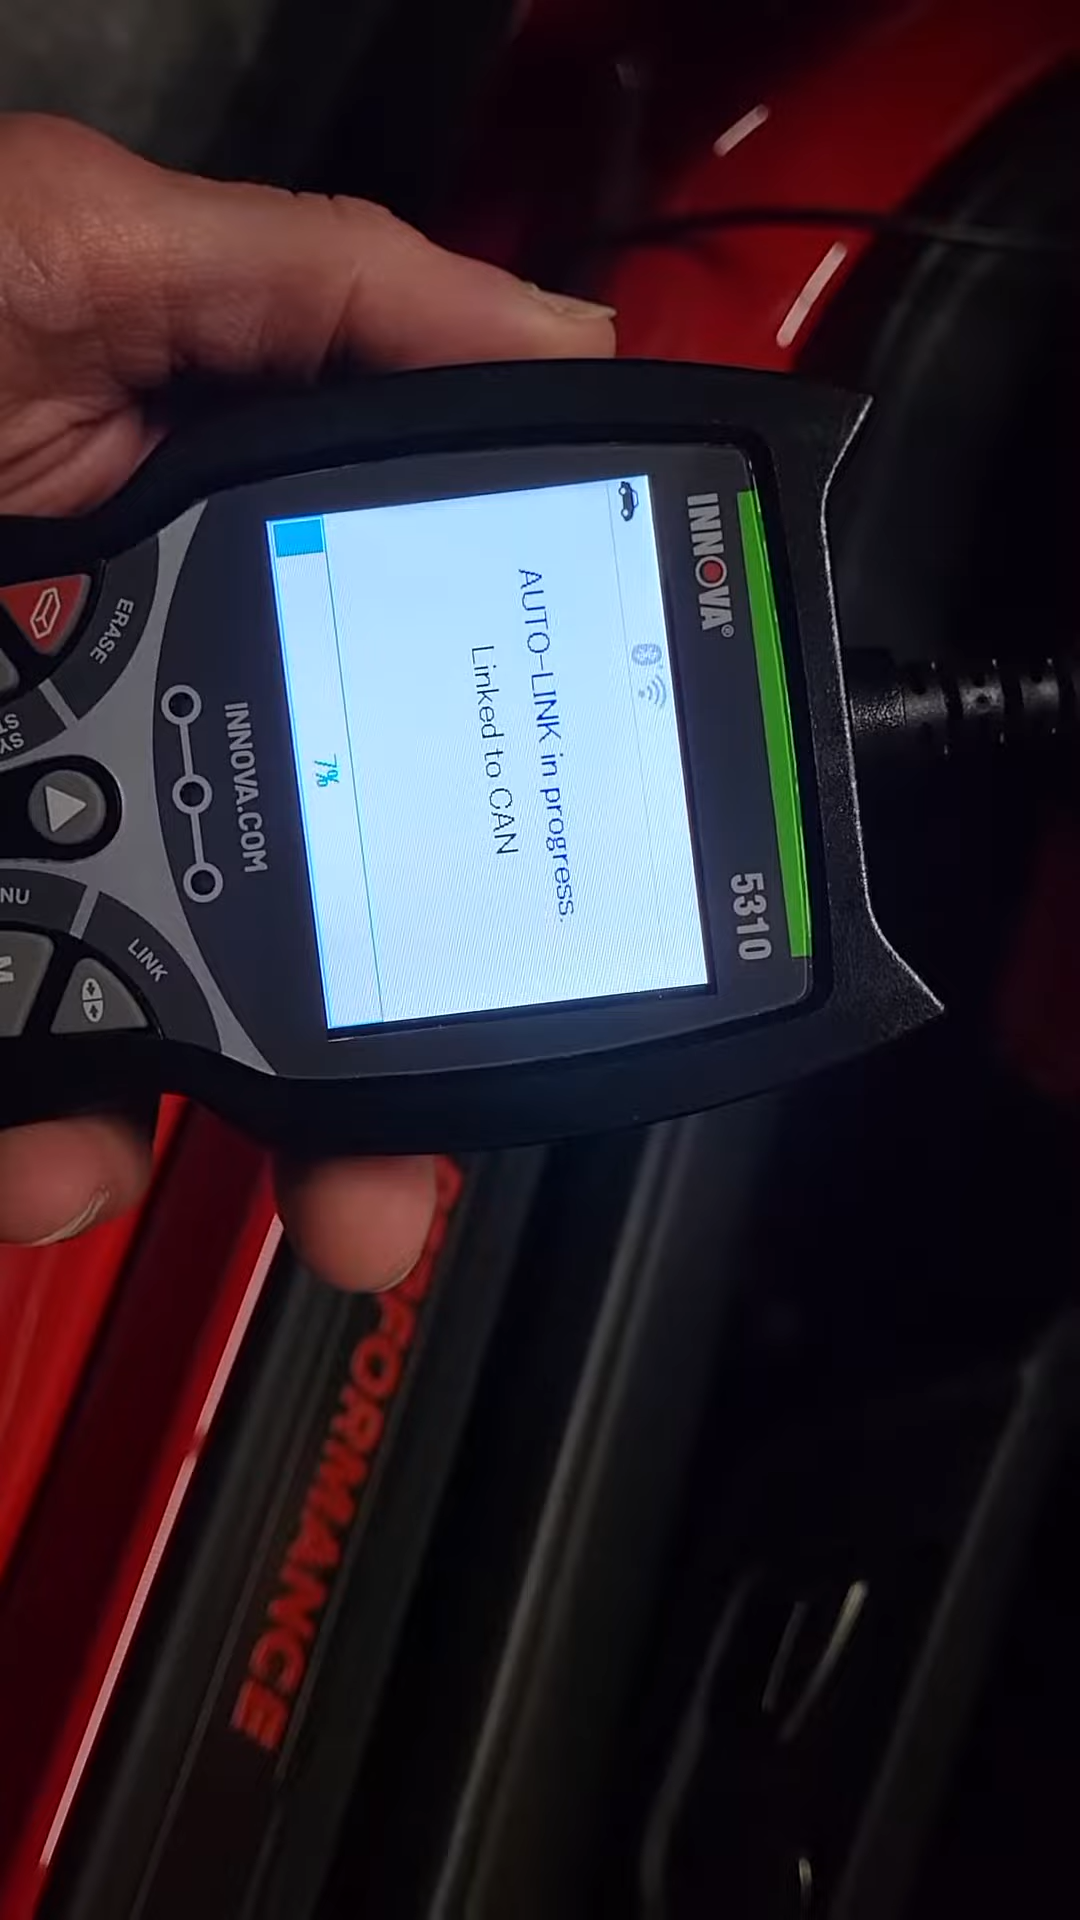 INNOVA® 5310
AUTO-LINK in progress.
Linked to CAN
7%
INNOVA.COM
ERASE
LINK
M
FORMANCE